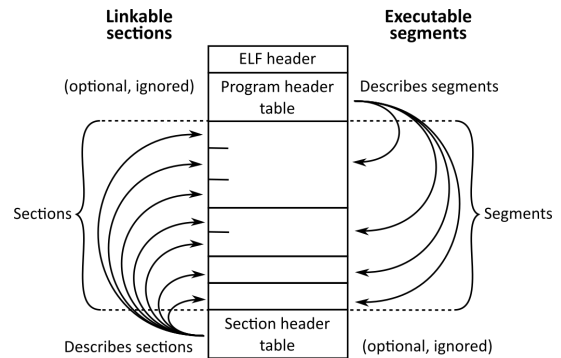 Linkable
sections
Executable
segments
ELF header
(optional, ignored)
Program header
table
Describes segments
Sections
Segments
Describes sections
Section header
table
(optional, ignored)